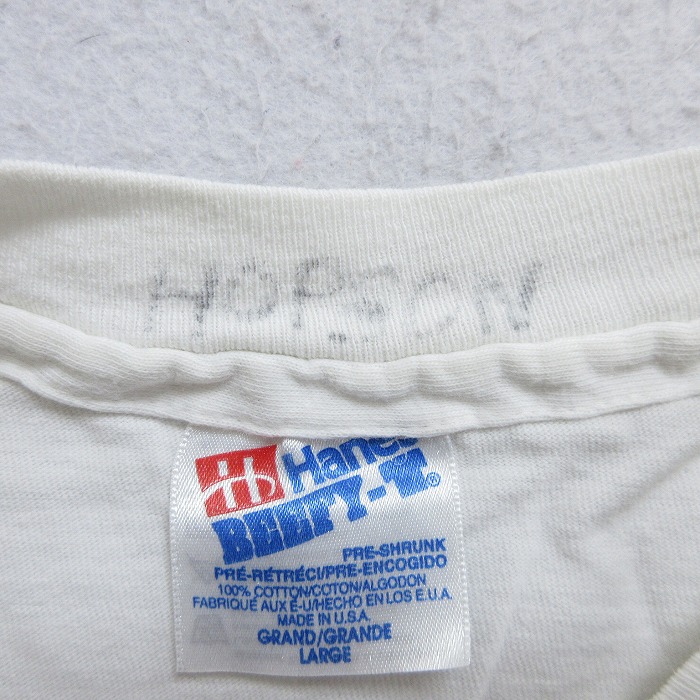 HOPSON
Hanes
BEEFY-T®
PRE-SHRUNK
PRÉ-RÉTRÉCI/PRE-ENCOGIDO
100% COTTON/COTON/ALGODON
FABRIQUÉ AUX É-U/HECHO EN LOS E.U.A.
MADE IN U.S.A.
GRAND/GRANDE
LARGE